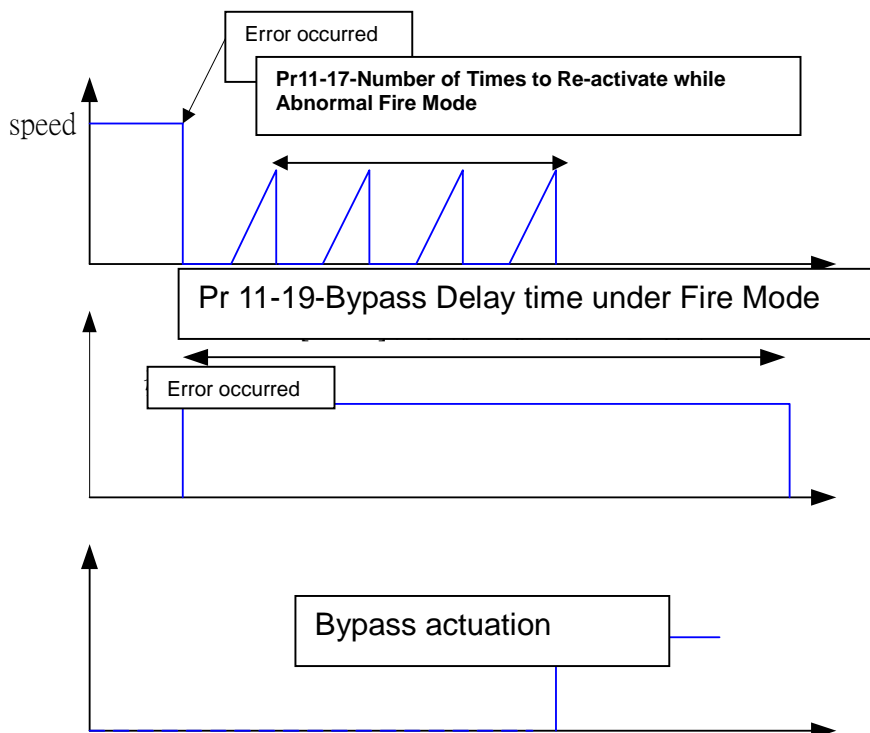 Error occurred
Pr11-17-Number of Times to Re-activate while
Abnormal Fire Mode
speed
Pr 11-19-Bypass Delay time under Fire Mode
Error occurred
Bypass actuation